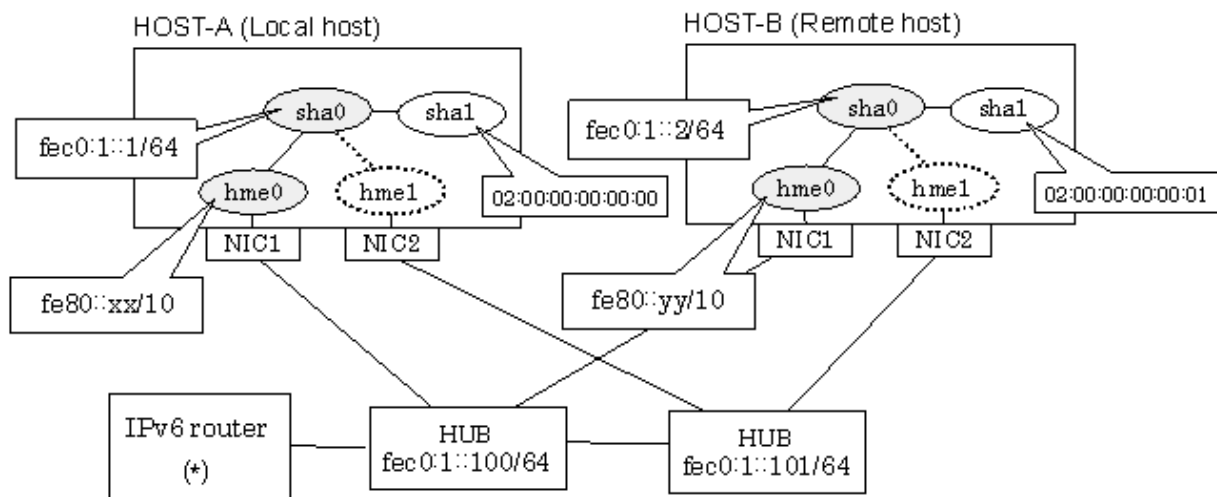 HOST-A (Local host)
HOST-B (Remote host)
sha0
sha1
sha0
sha1
fec0:1::1/64
fec0:1::2/64
hme0
hme1
02:00:00:00:00:00
hme0
hme1
02:00:00:00:00:01
NIC1
NIC2
NIC1
NIC2
fe80::xx/10
fe80::yy/10
IPv6 router
(*)
HUB
fec0:1::100/64
HUB
fec0:1::101/64